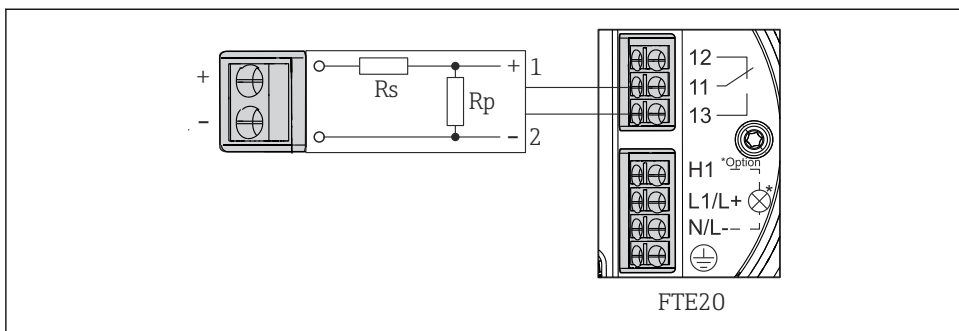 +
Rs
+ 1
Rp
-
- 2
12
11
13
H1
*Option
L1/L+
*
N/L-
FTE20